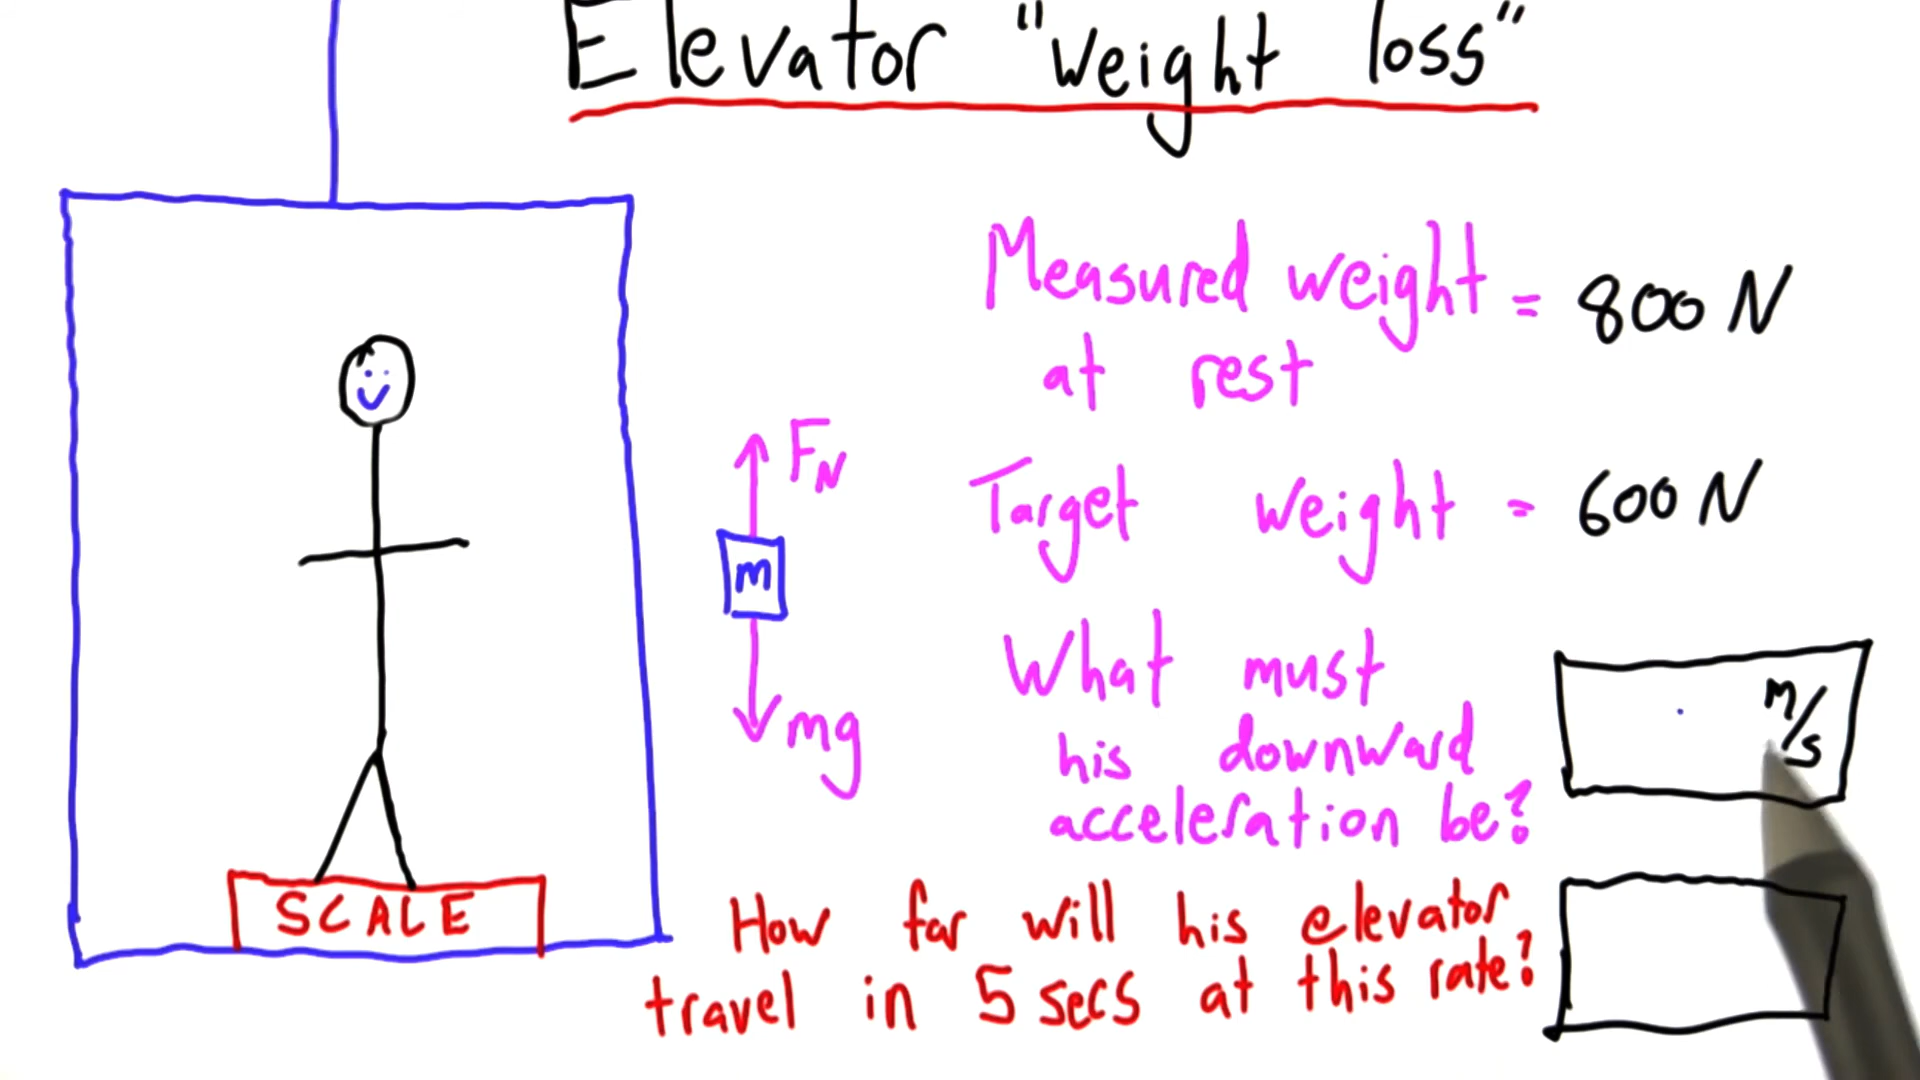 Elevator "Weight loss"
Measured weight = 800 N
at rest
FN
Target weight = 600 N
m
What must
mg
his downward
m/s
acceleration be?
SCALE
How far will his elevator
travel in 5 secs at this rate?